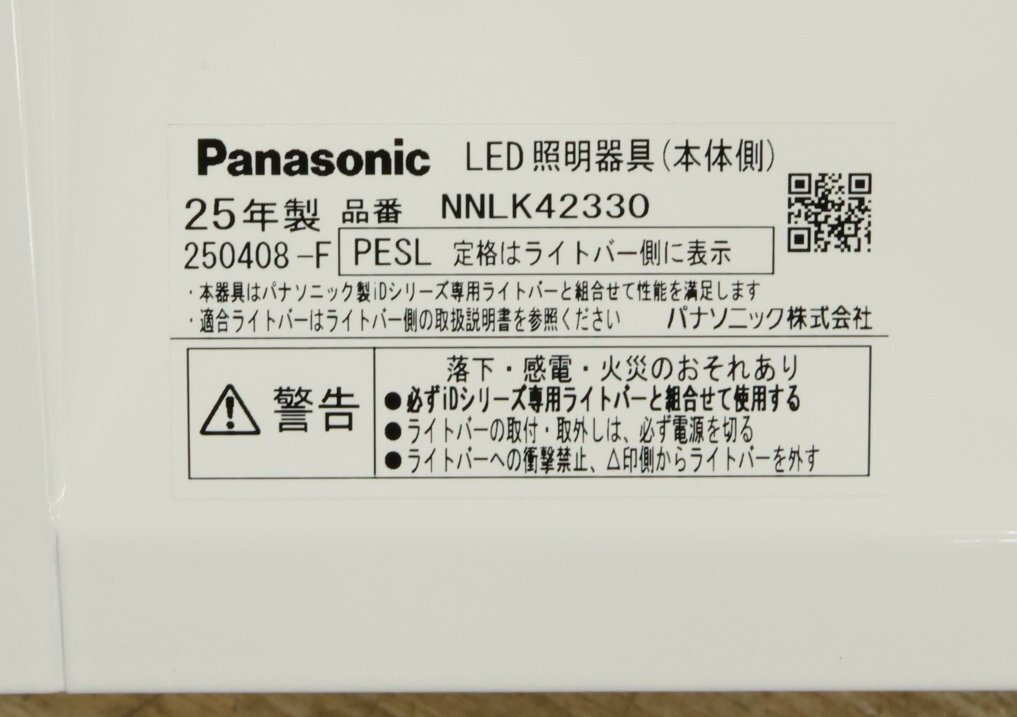 Panasonic LED照明器具(本体側)
25年製 品番 NNLK42330
250408-F PESL 定格はライトバー側に表示
・本器具はパナソニック製iDシリーズ専用ライトバーと組合せて性能を満足します
・適合ライトバーはライトバー側の取扱説明書を参照ください パナソニック株式会社
警告
落下・感電・火災のおそれあり
●必ずiDシリーズ専用ライトバーと組合せて使用する
●ライトバーの取付・取外しは、必ず電源を切る
●ライトバーへの衝撃禁止、△印側からライトバーを外す